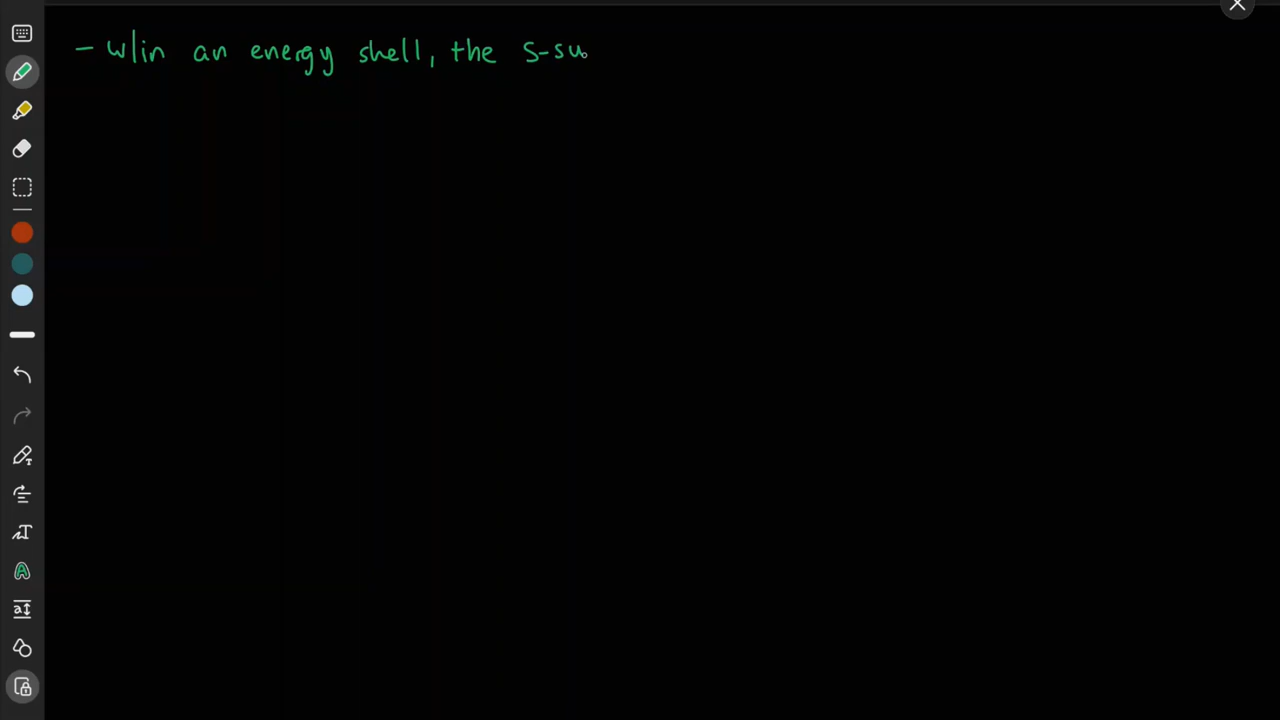 - w/in an energy shell, the s-su